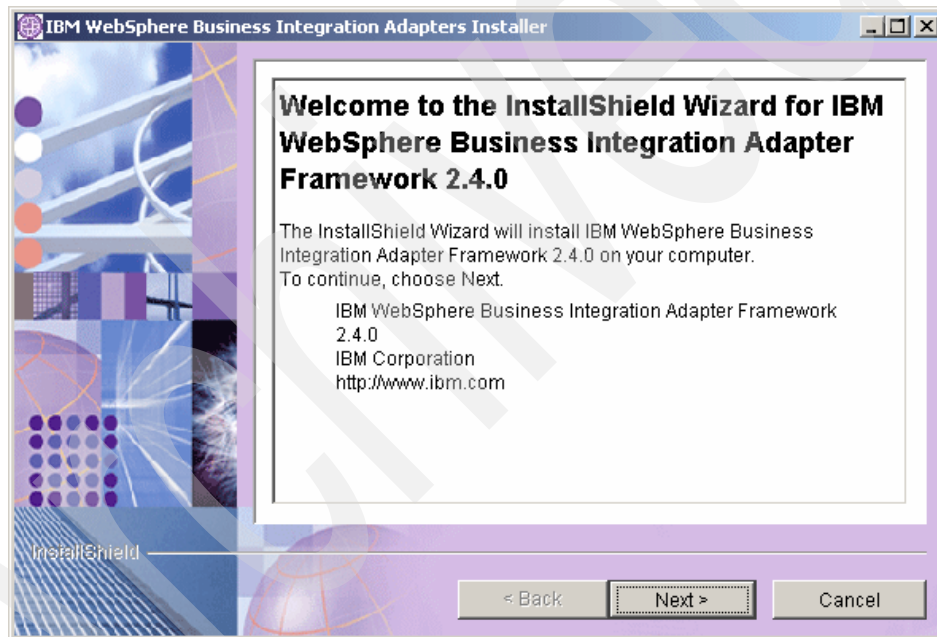 IBM WebSphere Business Integration Adapters Installer
Welcome to the InstallShield Wizard for IBM
WebSphere Business Integration Adapter
Framework 2.4.0
The InstallShield Wizard will install IBM WebSphere Business
Integration Adapter Framework 2.4.0 on your computer.
To continue, choose Next.
IBM WebSphere Business Integration Adapter Framework
2.4.0
IBM Corporation
http://www.ibm.com
InstallShield
< Back
Next >
Cancel